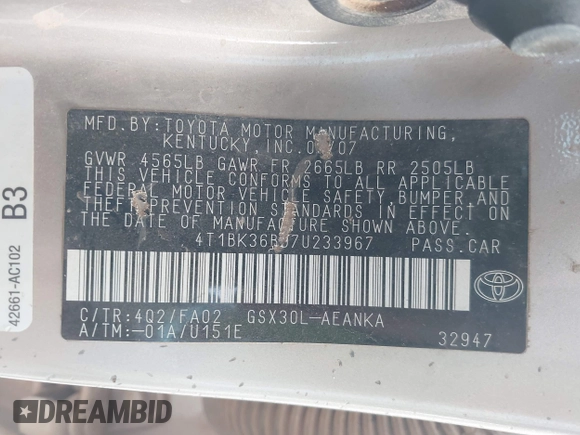 MFD. BY: TOYOTA MOTOR MANUFACTURING,
KENTUCKY, INC. 07
GVWR 4565LB GAWR FR 2665LB RR 2505LB
THIS VEHICLE CONFORMS TO ALL APPLICABLE
FEDERAL MOTOR VEHICLE SAFETY, BUMPER, AND
THEFT PREVENTION STANDARDS IN EFFECT ON
THE DATE OF MANUFACTURE SHOWN ABOVE.
PASS.CAR
C/TR:4Q2/FA02 GSX30L-AEANKA
A/TM:-01A/U151E 32947
TOYOTA
42661-AC102 B3
DREAMBID